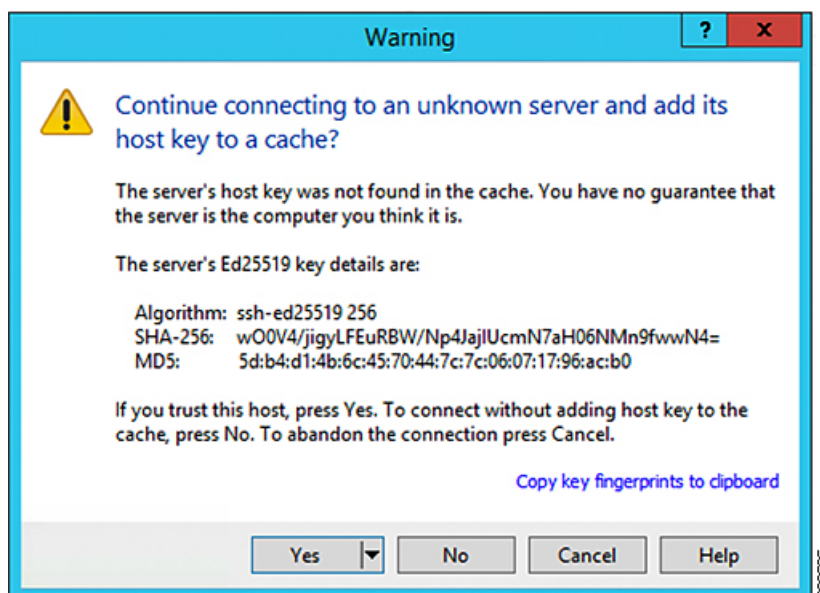 Warning
?
x
Continue connecting to an unknown server and add its
host key to a cache?
The server's host key was not found in the cache. You have no guarantee that
the server is the computer you think it is.
The server's Ed25519 key details are:
Algorithm: ssh-ed25519 256
SHA-256: wO0V4/jigyLFEuRBW/Np4JajIUcmN7aH06NMn9fwwN4=
MD5: 5d:b4:d1:4b:6c:45:70:44:7c:7c:06:07:17:96:ac:b0
If you trust this host, press Yes. To connect without adding host key to the
cache, press No. To abandon the connection press Cancel.
Copy key fingerprints to clipboard
Yes
No
Cancel
Help